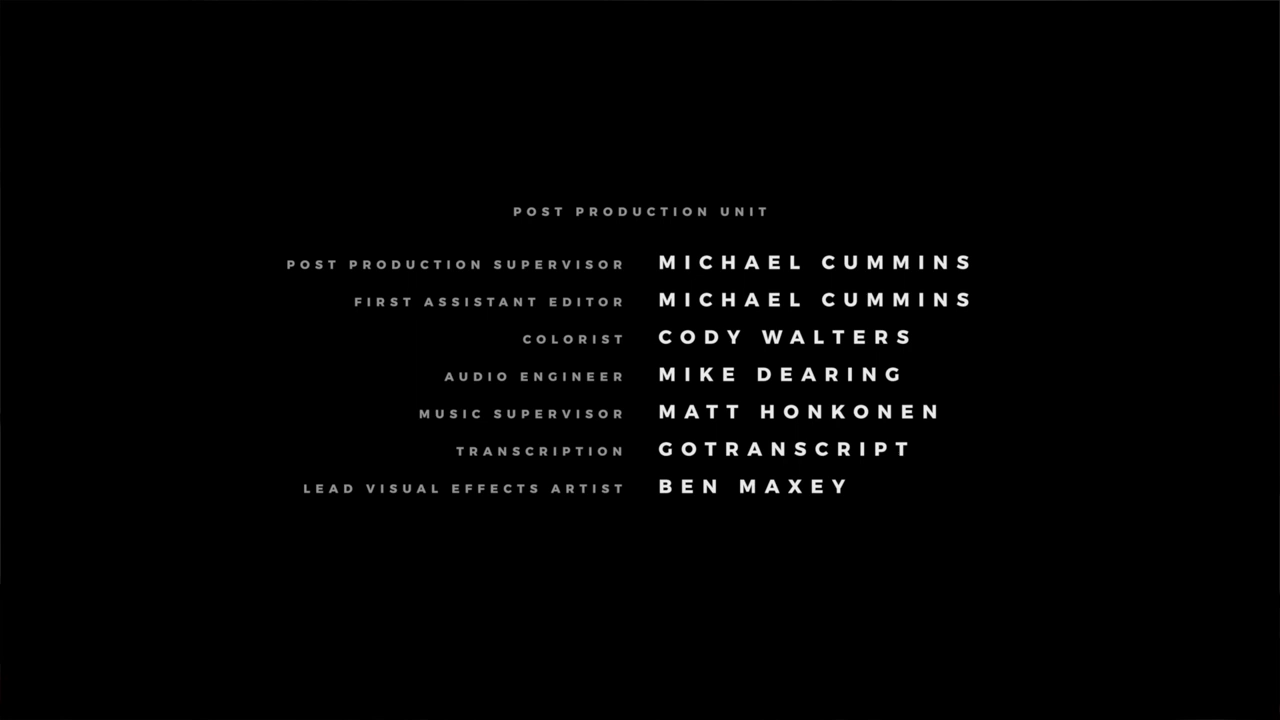 POST PRODUCTION UNIT
POST PRODUCTION SUPERVISOR MICHAEL CUMMINS
FIRST ASSISTANT EDITOR MICHAEL CUMMINS
COLORIST CODY WALTERS
AUDIO ENGINEER MIKE DEARING
MUSIC SUPERVISOR MATT HONKONEN
TRANSCRIPTION GOTRANSCRIPT
LEAD VISUAL EFFECTS ARTIST BEN MAXEY